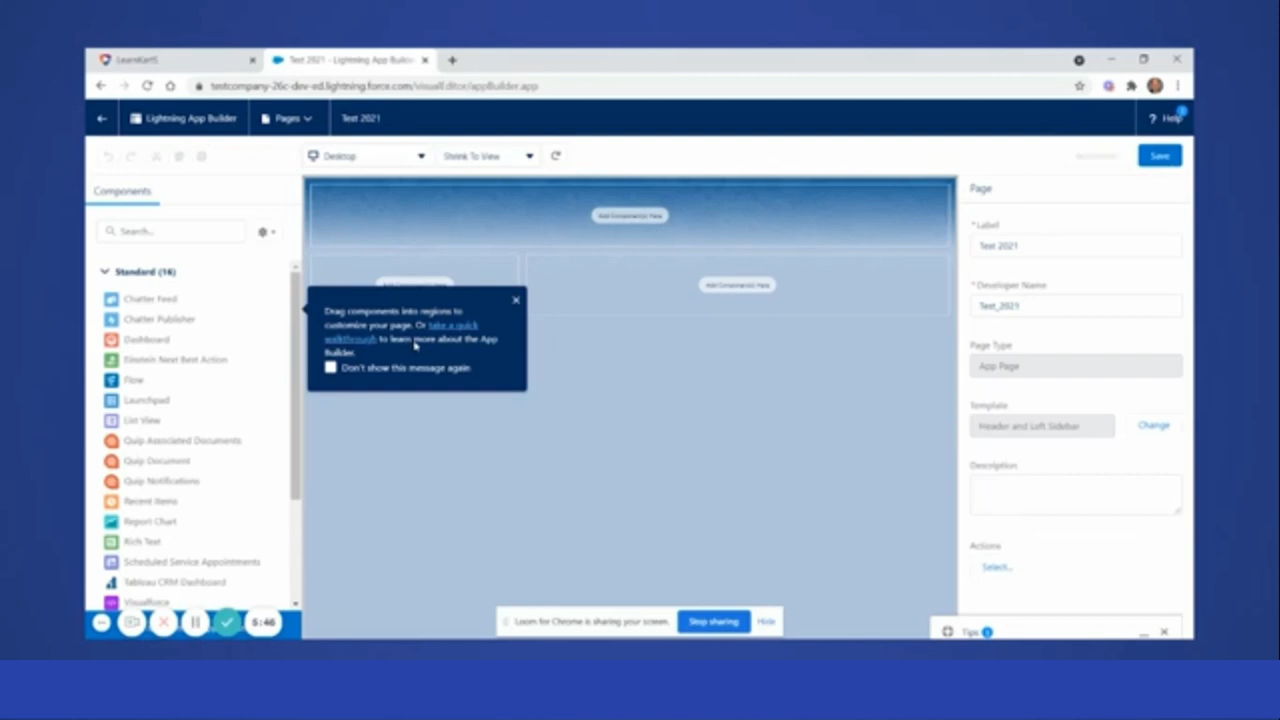 LearnKartS
Test 2021 - Lightning App Builde
testcompany-26c-dev-ed.lightning.force.com/visualEditor/appBuilder.app
Lightning App Builder
Pages
Test 2021
? Help
Desktop
Shrink To View
Save
Components
Search...
Standard (16)
Chatter Feed
Chatter Publisher
Dashboard
Einstein Next Best Action
Flow
Launchpad
List View
Quip Associated Documents
Quip Document
Quip Notifications
Recent Items
Report Chart
Rich Text
Scheduled Service Appointments
Tableau CRM Dashboard
Visualforce
5:46
Add Component(s) Here
Add Component(s) Here
Add Component(s) Here
Drag components into regions to
customize your page. Or take a quick
walkthrough to learn more about the App
Builder.
Don't show this message again
Loom for Chrome is sharing your screen.
Stop sharing
Hide
Page
*Label
Test 2021
*Developer Name
Test_2021
Page Type
App Page
Template
Header and Left Sidebar
Change
Description
Actions
Select...
Tips